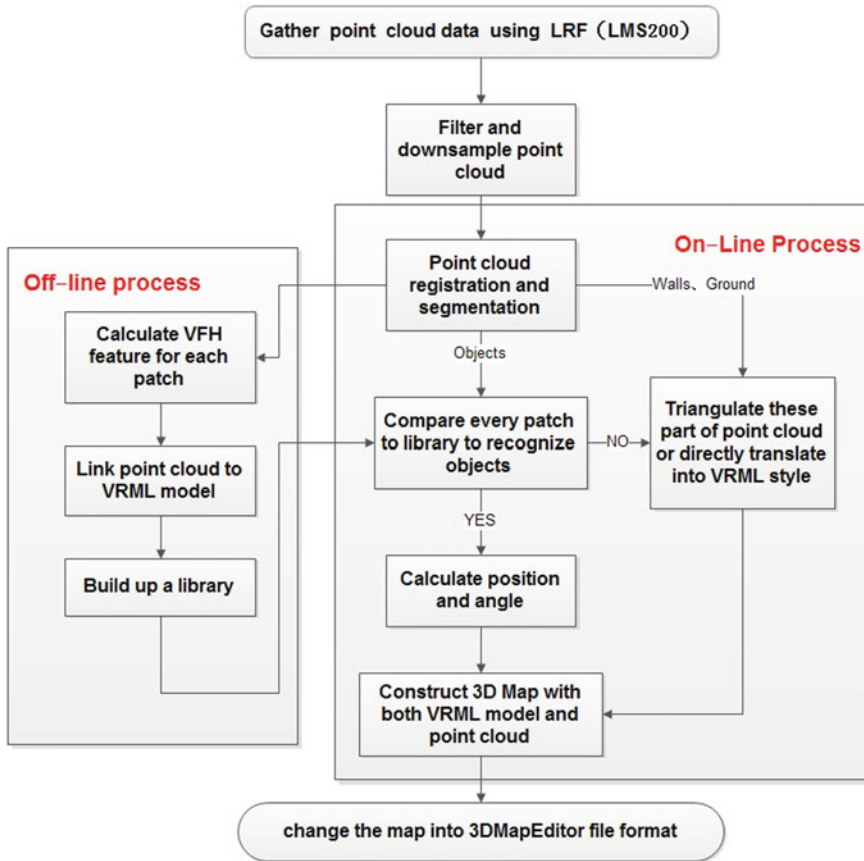 Gather point cloud data using LRF（LMS200）
Filter and
downsample point
cloud
On-Line Process
Off-line process
Point cloud
registration and
segmentation
Walls、Ground
Objects
Calculate VFH
feature for each
patch
Compare every patch
to library to recognize
objects
NO
Triangulate these
part of point cloud
or directly translate
into VRML style
Link point cloud to
VRML model
YES
Build up a library
Calculate position
and angle
Construct 3D Map with
both VRML model and
point cloud
change the map into 3DMapEditor file format